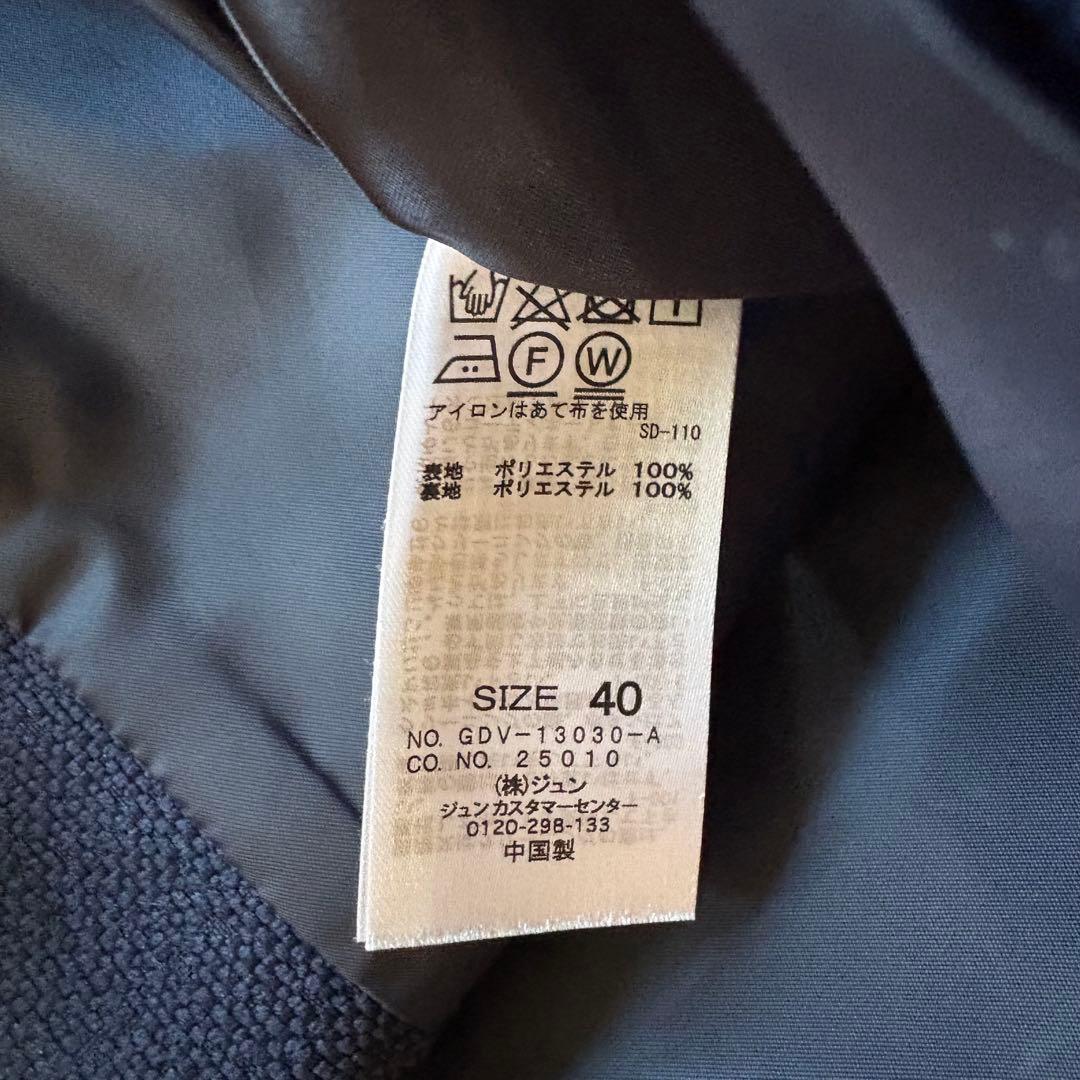 F W
アイロンはあて布を使用
SD-110
表地 ポリエステル 100%
裏地 ポリエステル 100%
SIZE 40
NO. GDV-13030-A
CO. NO. 25010
(株)ジュン
ジュンカスタマーセンター
0120-298-133
中国製